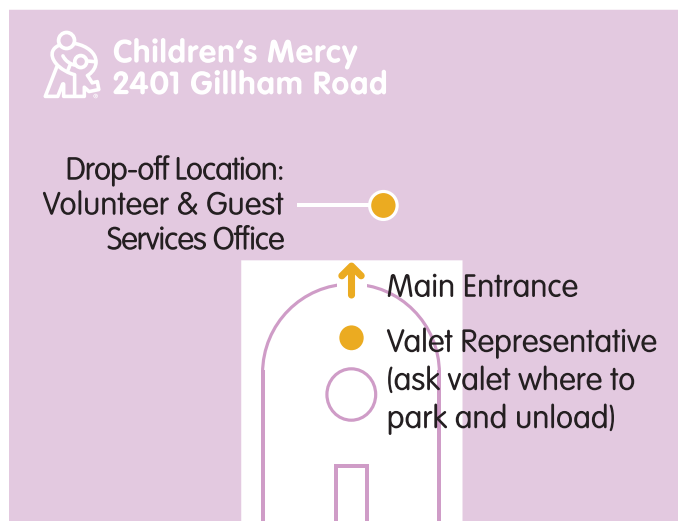 Children's Mercy
2401 Gillham Road
Drop-off Location:
Volunteer & Guest
Services Office
Main Entrance
Valet Representative
(ask valet where to
park and unload)